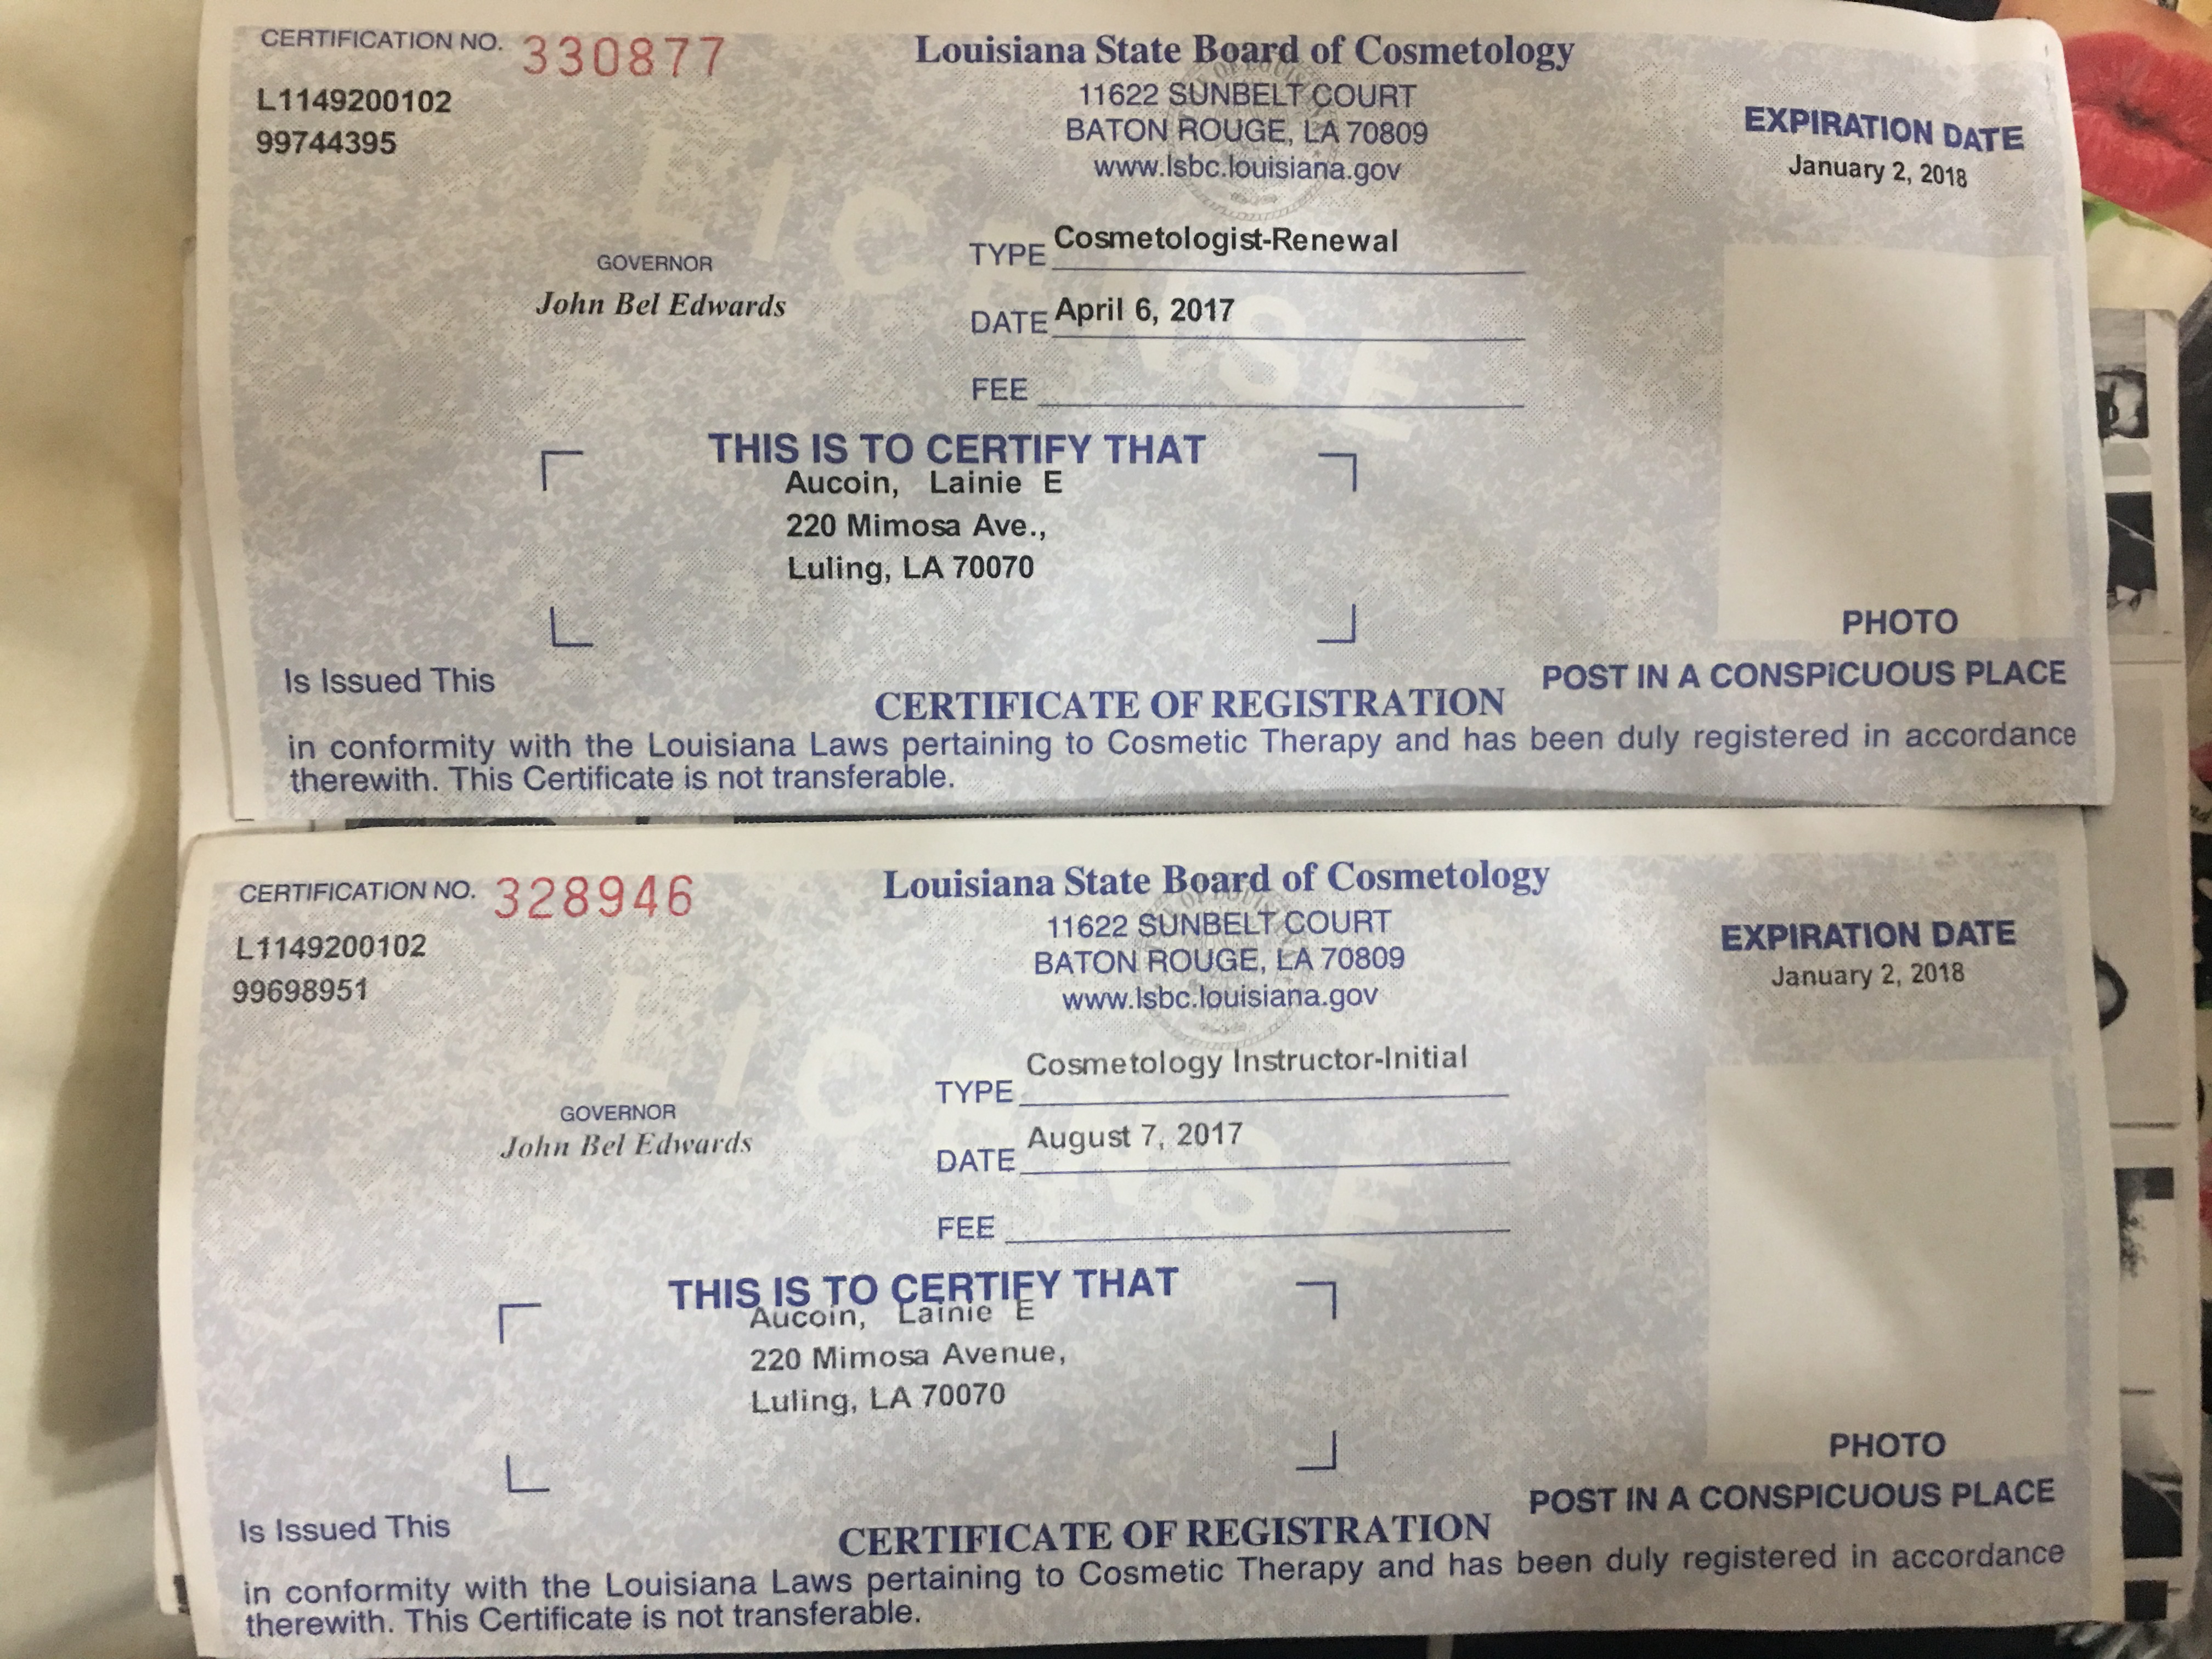 CERTIFICATION NO. 330877
L1149200102
99744395
Louisiana State Board of Cosmetology
11622 SUNBELT COURT
BATON ROUGE, LA 70809
www.lsbc.louisiana.gov
EXPIRATION DATE
January 2, 2018
GOVERNOR
John Bel Edwards
TYPE Cosmetologist-Renewal
DATE April 6, 2017
FEE
LICENSE
THIS IS TO CERTIFY THAT
Aucoin, Lainie E
220 Mimosa Ave.,
Luling, LA 70070
PHOTO
Is Issued This
CERTIFICATE OF REGISTRATION
POST IN A CONSPICUOUS PLACE
in conformity with the Louisiana Laws pertaining to Cosmetic Therapy and has been duly registered in accordance
therewith. This Certificate is not transferable.
CERTIFICATION NO. 328946
L1149200102
99698951
Louisiana State Board of Cosmetology
11622 SUNBELT COURT
BATON ROUGE, LA 70809
www.lsbc.louisiana.gov
EXPIRATION DATE
January 2, 2018
GOVERNOR
John Bel Edwards
TYPE Cosmetology Instructor-Initial
DATE August 7, 2017
FEE
LICENSE
THIS IS TO CERTIFY THAT
Aucoin, Lainie E
220 Mimosa Avenue,
Luling, LA 70070
PHOTO
Is Issued This
CERTIFICATE OF REGISTRATION
POST IN A CONSPICUOUS PLACE
in conformity with the Louisiana Laws pertaining to Cosmetic Therapy and has been duly registered in accordance
therewith. This Certificate is not transferable.